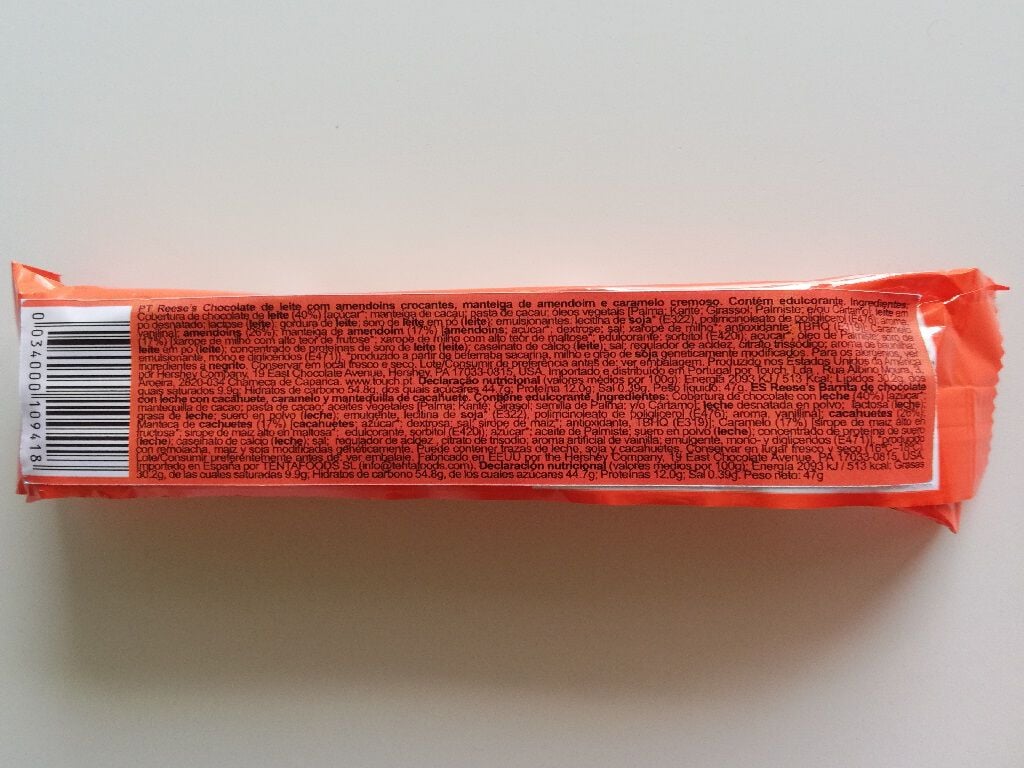 PT Reese's Chocolate de leite com amendoins crocantes, manteiga de amendoim e caramelo cremoso. Contém edulcorante. Ingredientes:
Cobertura de chocolate de leite (40%) [açúcar*; manteiga de cacau; pasta de cacau; óleos vegetais [Palma; Karité; Girassol; Palmiste; e/ou Cártamo]; leite em
pó desnatado; lactose (leite); gordura de leite; soro de leite em pó (leite); emulsionantes, lecitina de soja* (E322), polirricinoleato de poliglicerol (E476); aroma,
vanilina]; amendoins (26%); manteiga de amendoim (17%) [amendoins; açúcar*; dextrose; sal; xarope de milho*; antioxidante, TBHQ (E319)]; Caramelo
(17%) [xarope de milho com alto teor de frutose*; xarope de milho com alto teor de maltose*; edulcorante, sorbitol (E420); açúcar*; óleo de Palmiste; soro de
leite em pó (leite); concentrado de proteínas de soro de leite (leite); caseinato de cálcio (leite); sal; regulador de acidez, citrato trissódico; aroma
emulsionante, mono e diglicéridos (E471)]. *produzido a partir de beterraba sacarina, milho e grão de soja geneticamente modificados. Para os alergénios, ver
ingredientes a negrito. Conservar em local fresco e seco. Lote/Consumir de preferência antes de: ver embalagem. Produzido nos Estados Unidos da América
por Hershey Company, 19 East Chocolate Avenue, Hershey, PA 17033-0815, USA. Importado e distribuído em Portugal por Touch, Lda., Rua Albino Moura, 3,
Aroeira, 2820-034 Charneca de Caparica. www.touch.pt. Declaração nutricional (valores médios por 100g): Energia 2093 KJ / 513 Kcal; Lípidos
quais saturados 9.9g; Hidratos de carbono 54.8g, dos quais açúcares 44.7g; Proteínas 12.0g; Sal 0.39g. Peso líquido: 47g. ES Reese's Barrita de chocolate
con leche con cacahuete, caramelo y mantequilla de cacahuete. Contiene edulcorante. Ingredientes: Cobertura de chocolate con leche (40%) [azúcar*;
mantequilla de cacao; pasta de cacao; aceites vegetales [Palma; Karité; Girasol; semilla de Palma; y/o Cártamo]; leche desnatada en polvo; lactosa (leche);
grasa de leche; suero en polvo (leche); emulgentes, lecitina de soja* (E322), polirricinoleato de poliglicerol (E476); aroma, vanillina]; cacahuetes (26%);
Manteca de cachuetes (17%) [cacahuetes; azúcar*; dextrosa; sal; sirope de maíz*; antioxidante, TBHQ (E319)]; Caramelo (17%) [sirope de maíz alto en
fructosa*; sirope de maíz alto en maltosa*; edulcorante, sorbitol (E420); azúcar*; aceite de Palmiste; suero en polvo (leche); concentrado de proteína de suero
(leche); caseinato de calcio (leche); sal; regulador de acidez, citrato de trisodio; aroma artificial de vainilla; emulgente, mono- y diglicéridos (E471)]. *producido
con remolacha, maíz y soja modificadas genéticamente. Puede contener trazas de leche, soja y cacahuetes. Conservar en lugar fresco y seco (16ºC).
Lote/Consumir preferentemente antes de: ver embalaje. Fabricado en EEUU por the Hershey Company, 19 East Chocolate Avenue, PA 17033-0815, USA.
Importado en España por TENTAFOODS SL (info@tentafoods.com). Declaración nutricional (valores medios por 100g): Energía 2093 kJ / 513 kcal; Grasas
30.2g, de las cuales saturadas 9.9g; Hidratos de carbono 54.8g, de los cuales azúcares 44.7g; Proteínas 12.0g; Sal 0.39g. Peso neto: 47g
0 034000 109418